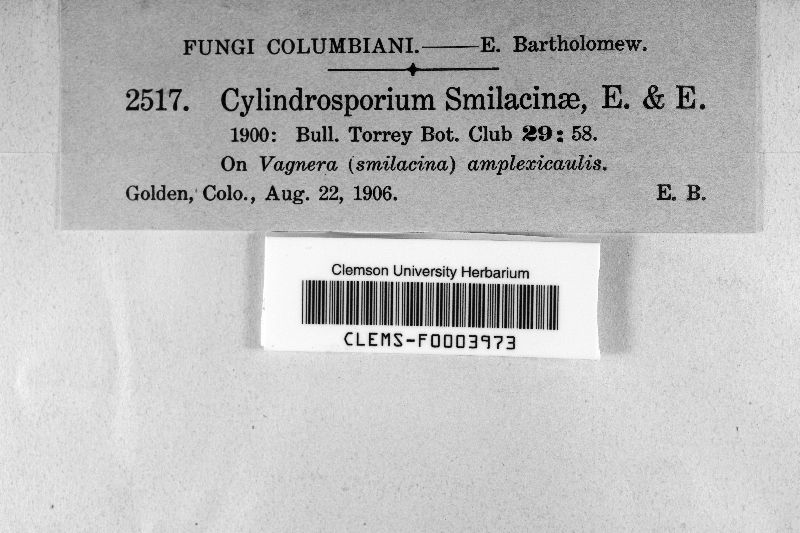 FUNGI COLUMBIANI.——E. Bartholomew.
2517. Cylindrosporium Smilacinæ, E. & E.
1900: Bull. Torrey Bot. Club 29: 58.
On Vagnera (smilacina) amplexicaulis.
Golden, Colo., Aug. 22, 1906. E. B.
Clemson University Herbarium
CLEMS-F0003973